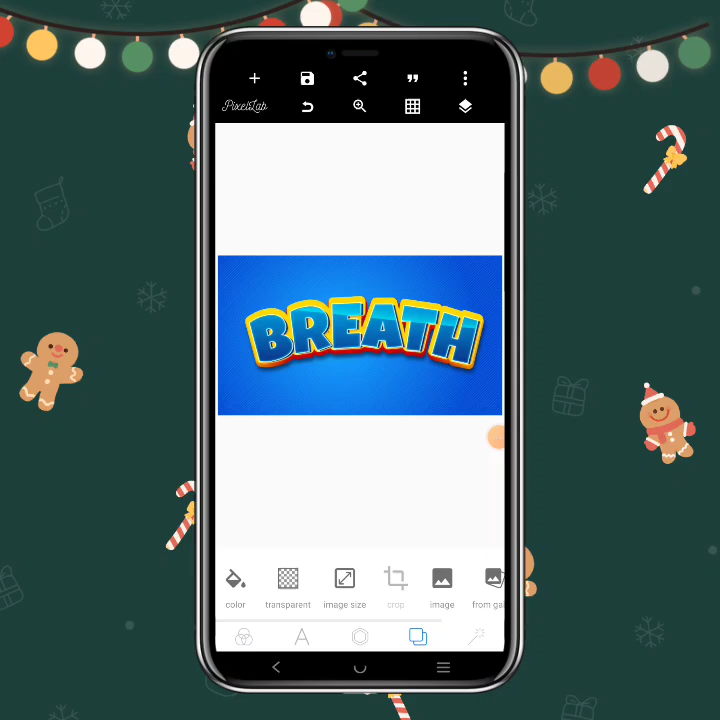 PixelLab
BREATH
color
transparent
image size
crop
image
from gal